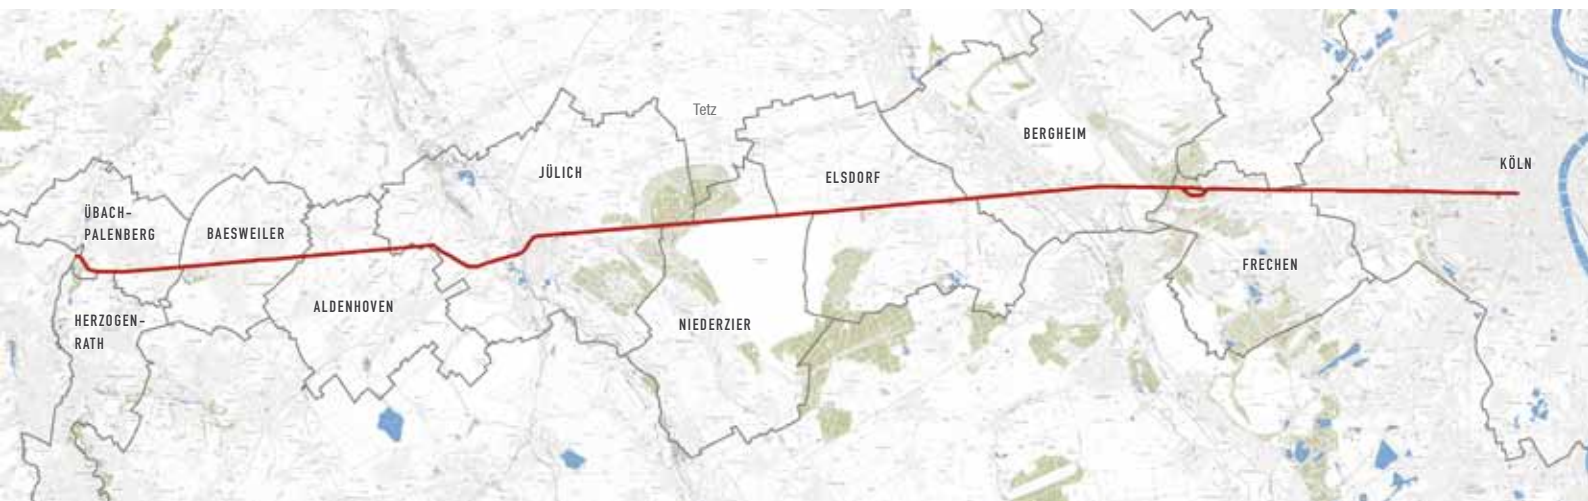 Tetz
BERGHEIM
KÖLN
JÜLICH
ELSDORF
ÜBACH-
PALENBERG
BAESWEILER
FRECHEN
ALDENHOVEN
HERZOGEN-
RATH
NIEDERZIER